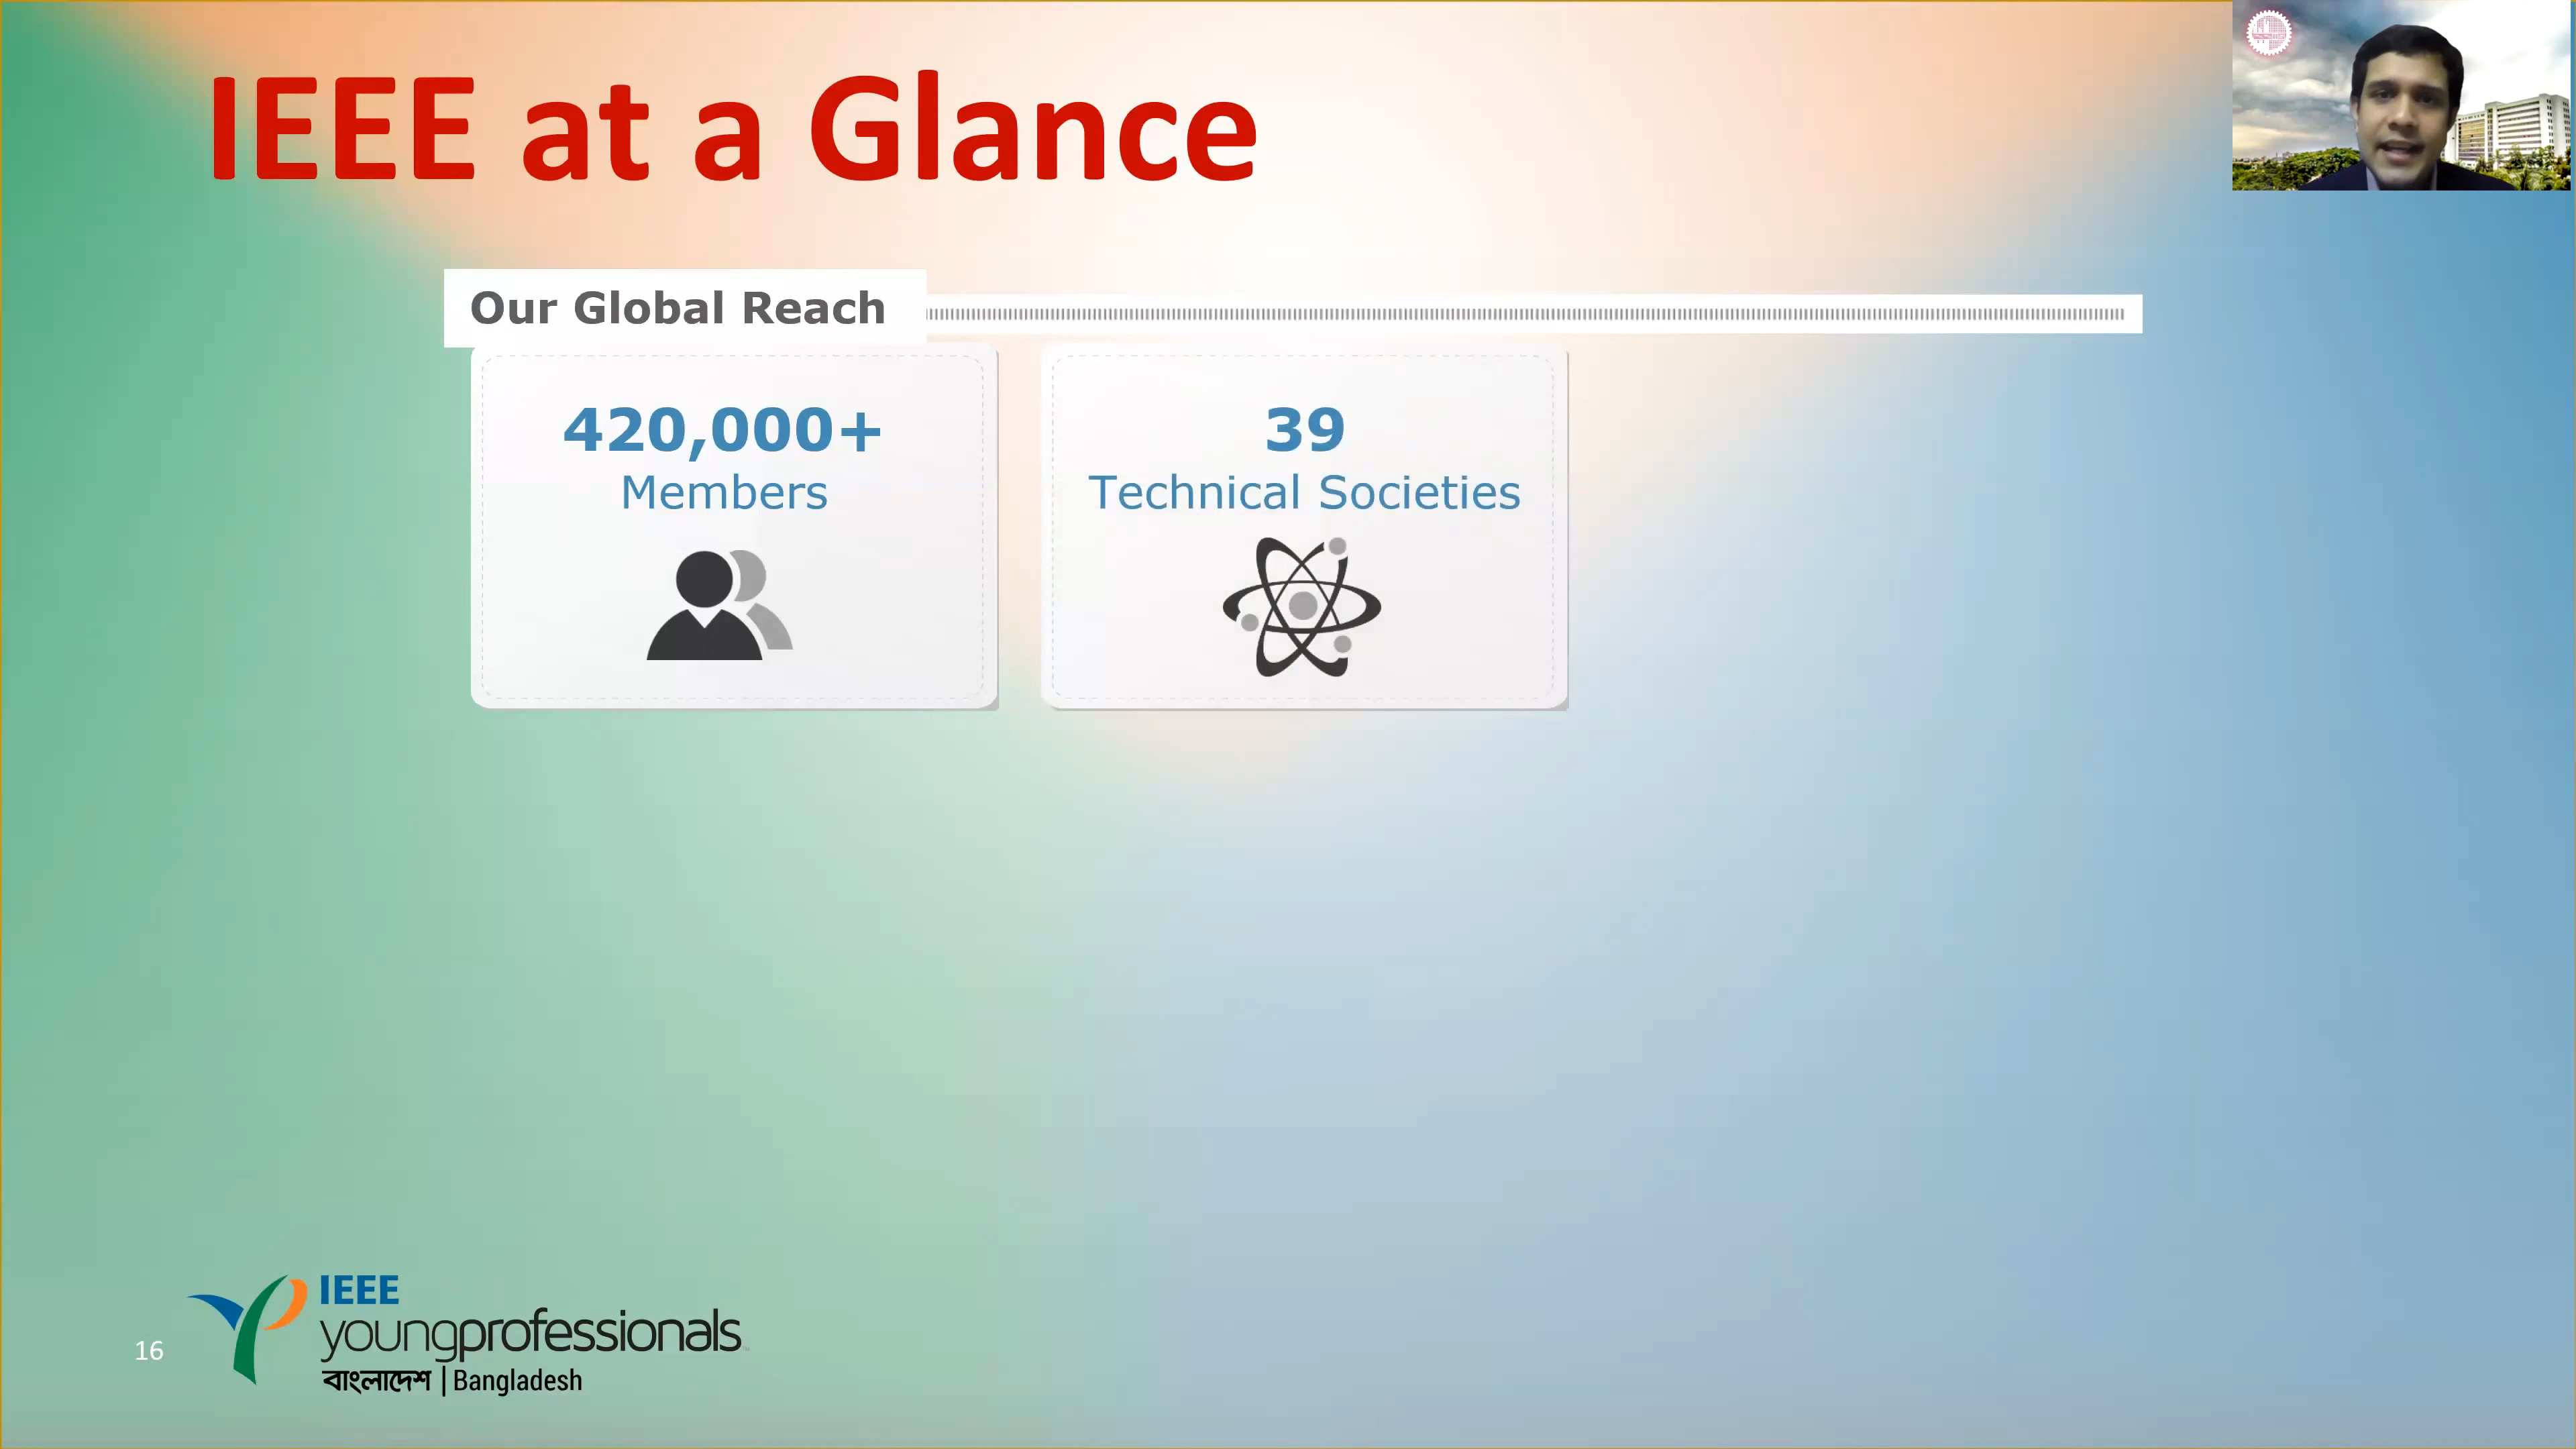 IEEE at a Glance
Our Global Reach
420,000+
Members
39
Technical Societies
16
IEEE
youngprofessionals
বাংলাদেশ | Bangladesh